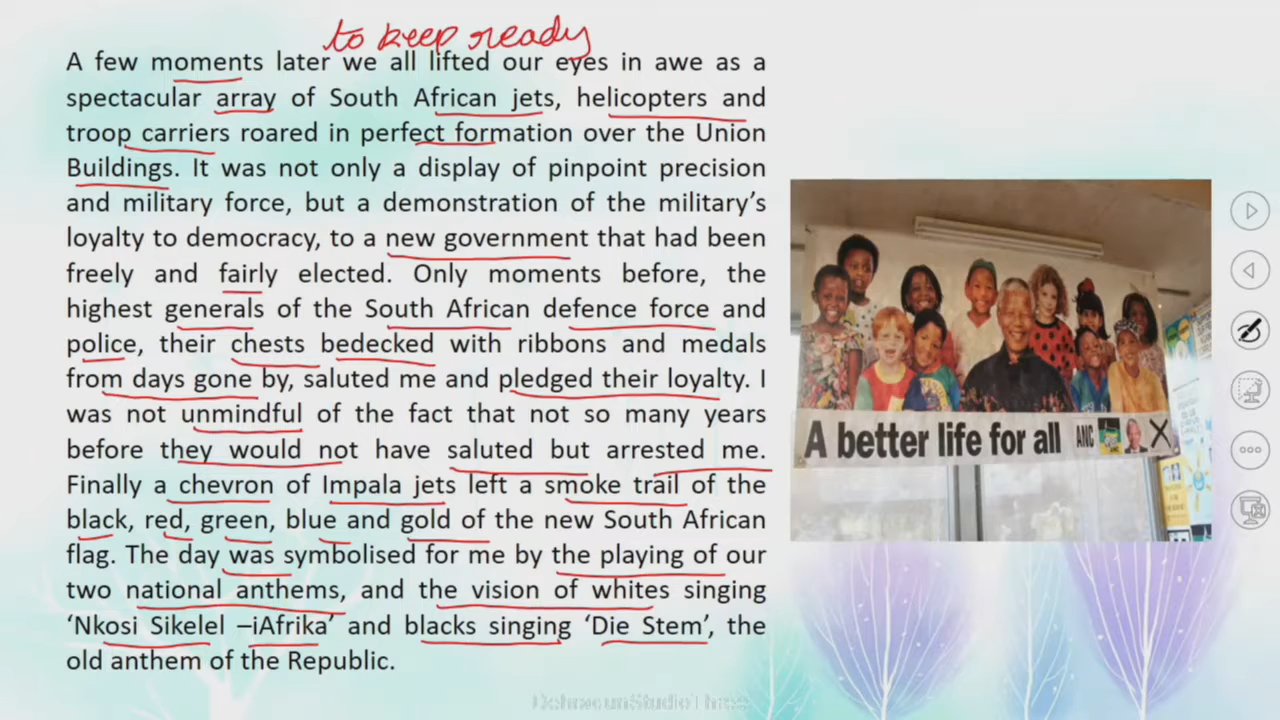 to keep ready
A few moments later we all lifted our eyes in awe as a
spectacular array of South African jets, helicopters and
troop carriers roared in perfect formation over the Union
Buildings. It was not only a display of pinpoint precision
and military force, but a demonstration of the military’s
loyalty to democracy, to a new government that had been
freely and fairly elected. Only moments before, the
highest generals of the South African defence force and
police, their chests bedecked with ribbons and medals
from days gone by, saluted me and pledged their loyalty. I
was not unmindful of the fact that not so many years
before they would not have saluted but arrested me.
Finally a chevron of Impala jets left a smoke trail of the
black, red, green, blue and gold of the new South African
flag. The day was symbolised for me by the playing of our
two national anthems, and the vision of whites singing
‘Nkosi Sikelel –iAfrika’ and blacks singing ‘Die Stem’, the
old anthem of the Republic.
A better life for all ANC X